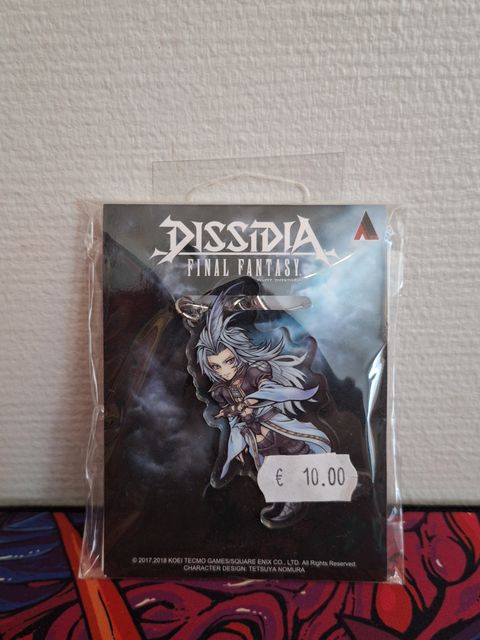 DISSIDIA
FINAL FANTASY
€ 10.00
© 2017,2018 KOEI TECMO GAMES/SQUARE ENIX CO., LTD. All Rights Reserved.
CHARACTER DESIGN: TETSUYA NOMURA